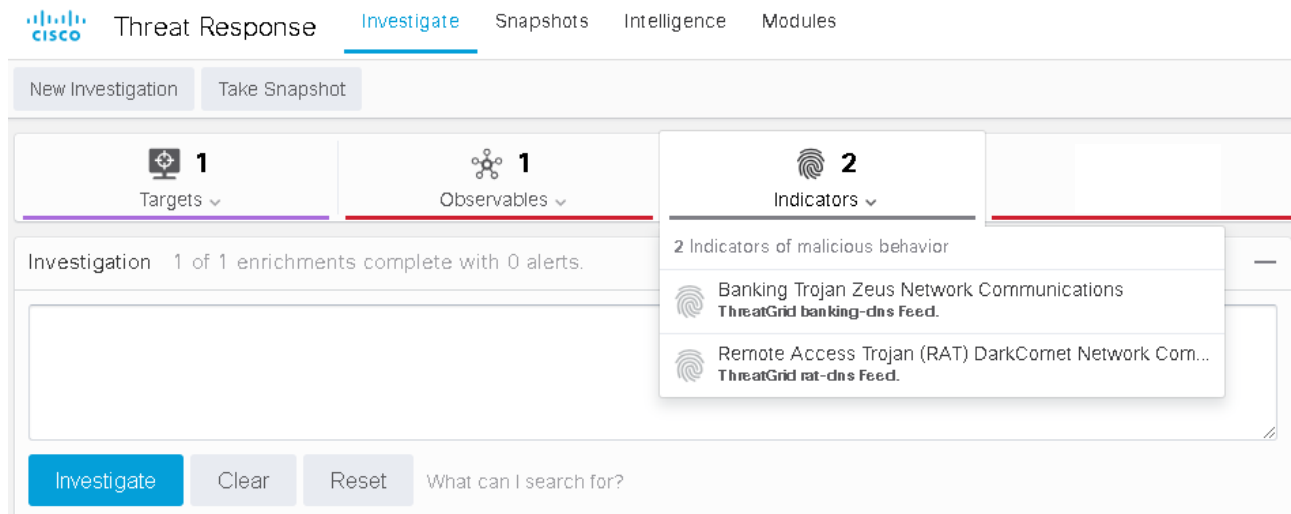 CISCO
Threat Response
Investigate
Snapshots
Intelligence
Modules
New Investigation
Take Snapshot
1
Targets
1
Observables
2
Indicators
2 Indicators of malicious behavior
Banking Trojan Zeus Network Communications
ThreatGrid banking-dns Feed.
Remote Access Trojan (RAT) DarkComet Network Com...
ThreatGrid rat-dns Feed.
Investigation 1 of 1 enrichments complete with 0 alerts.
Investigate
Clear
Reset
What can I search for?